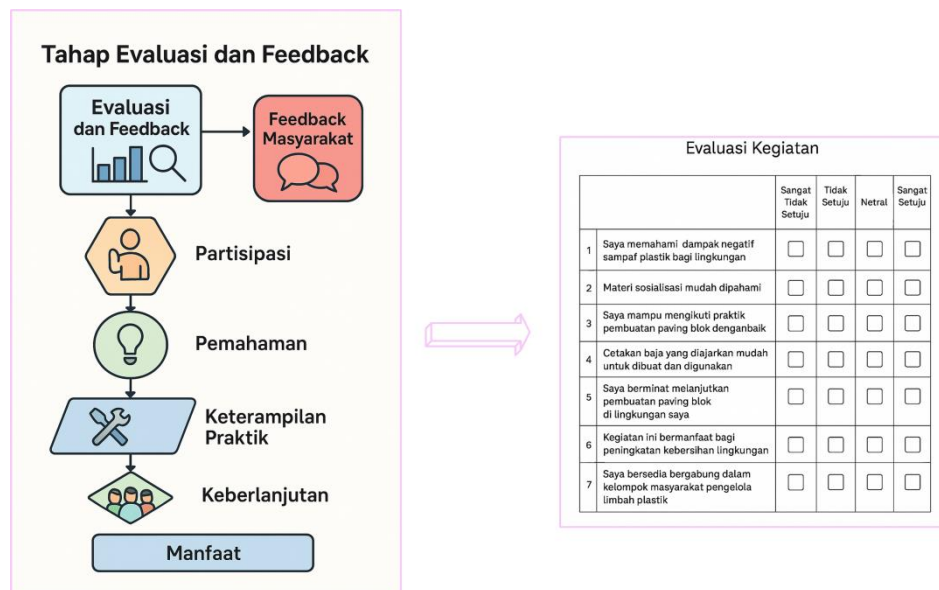 Tahap Evaluasi dan Feedback
Evaluasi
dan Feedback
Feedback
Masyarakat
Partisipasi
Pemahaman
Keterampilan
Praktik
Keberlanjutan
Manfaat
Evaluasi Kegiatan
Sangat
Tidak
Setuju
Tidak
Setuju
Netral
Sangat
Setuju
1 Saya memahami dampak negatif
sampaf plastik bagi lingkungan
2 Materi sosialisasi mudah dipahami
3 Saya mampu mengikuti praktik
pembuatan paving blok denganbaik
4 Cetakan baja yang diajarkan mudah
untuk dibuat dan digunakan
5 Saya berminat melanjutkan
pembuatan paving blok
di lingkungan saya
6 Kegiatan ini bermanfaat bagi
peningkatan kebersihan lingkungan
7 Saya bersedia bergabung dalam
kelompok masyarakat pengelola
limbah plastik